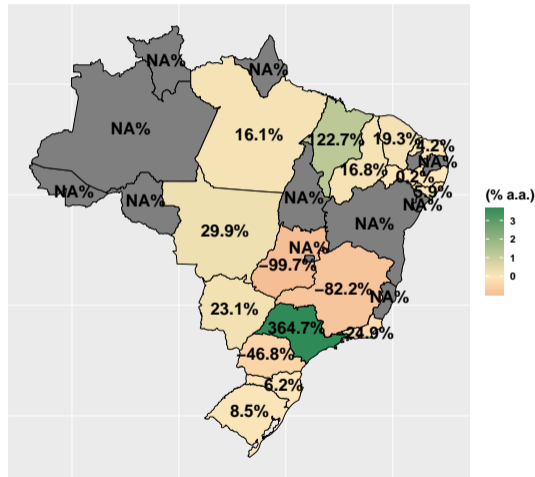 NA%
NA%
NA%
16.1%
122.7%
19.3%
4.2%
NA%
16.8%
0.2%
5.9%
NA%
NA%
NA%
NA%
NA%
29.9%
NA%
−99.7%
−82.2%
NA%
23.1%
364.7%
−24.9%
−46.8%
6.2%
8.5%
(% a.a.)
3
2
1
0